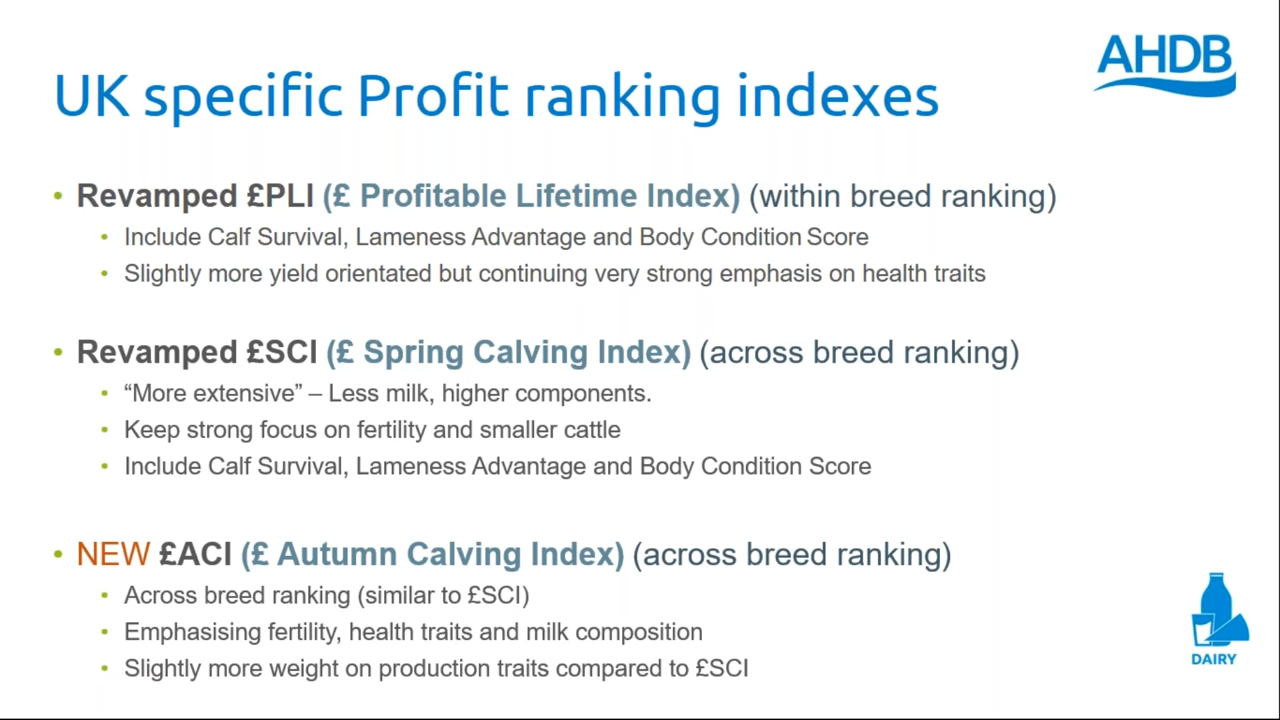 AHDB
UK specific Profit ranking indexes
• Revamped £PLI (£ Profitable Lifetime Index) (within breed ranking)
• Include Calf Survival, Lameness Advantage and Body Condition Score
• Slightly more yield orientated but continuing very strong emphasis on health traits
• Revamped £SCI (£ Spring Calving Index) (across breed ranking)
• “More extensive” – Less milk, higher components.
• Keep strong focus on fertility and smaller cattle
• Include Calf Survival, Lameness Advantage and Body Condition Score
• NEW £ACI (£ Autumn Calving Index) (across breed ranking)
• Across breed ranking (similar to £SCI)
• Emphasising fertility, health traits and milk composition
• Slightly more weight on production traits compared to £SCI
DAIRY